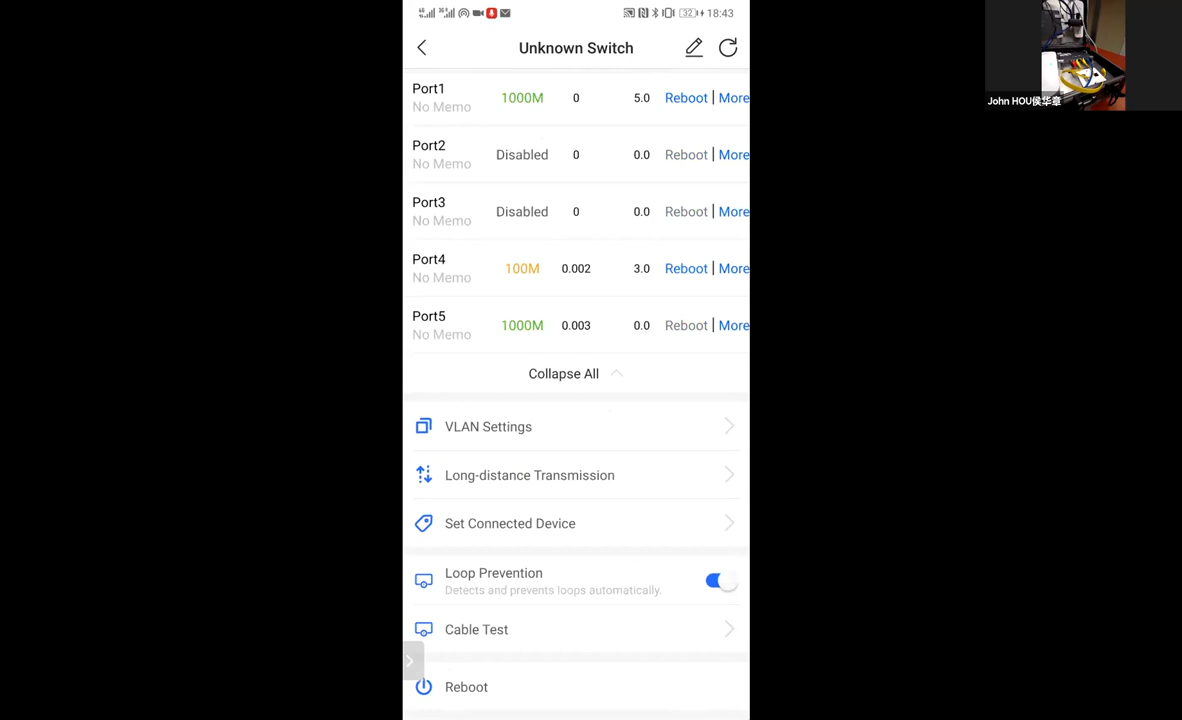 18:43
Unknown Switch
Port1 1000M 0 5.0 Reboot | More
No Memo
Port2 Disabled 0 0.0 Reboot | More
No Memo
Port3 Disabled 0 0.0 Reboot | More
No Memo
Port4 100M 0.002 3.0 Reboot | More
No Memo
Port5 1000M 0.003 0.0 Reboot | More
No Memo
Collapse All
VLAN Settings
Long-distance Transmission
Set Connected Device
Loop Prevention
Detects and prevents loops automatically.
Cable Test
Reboot
John HOU侯华章